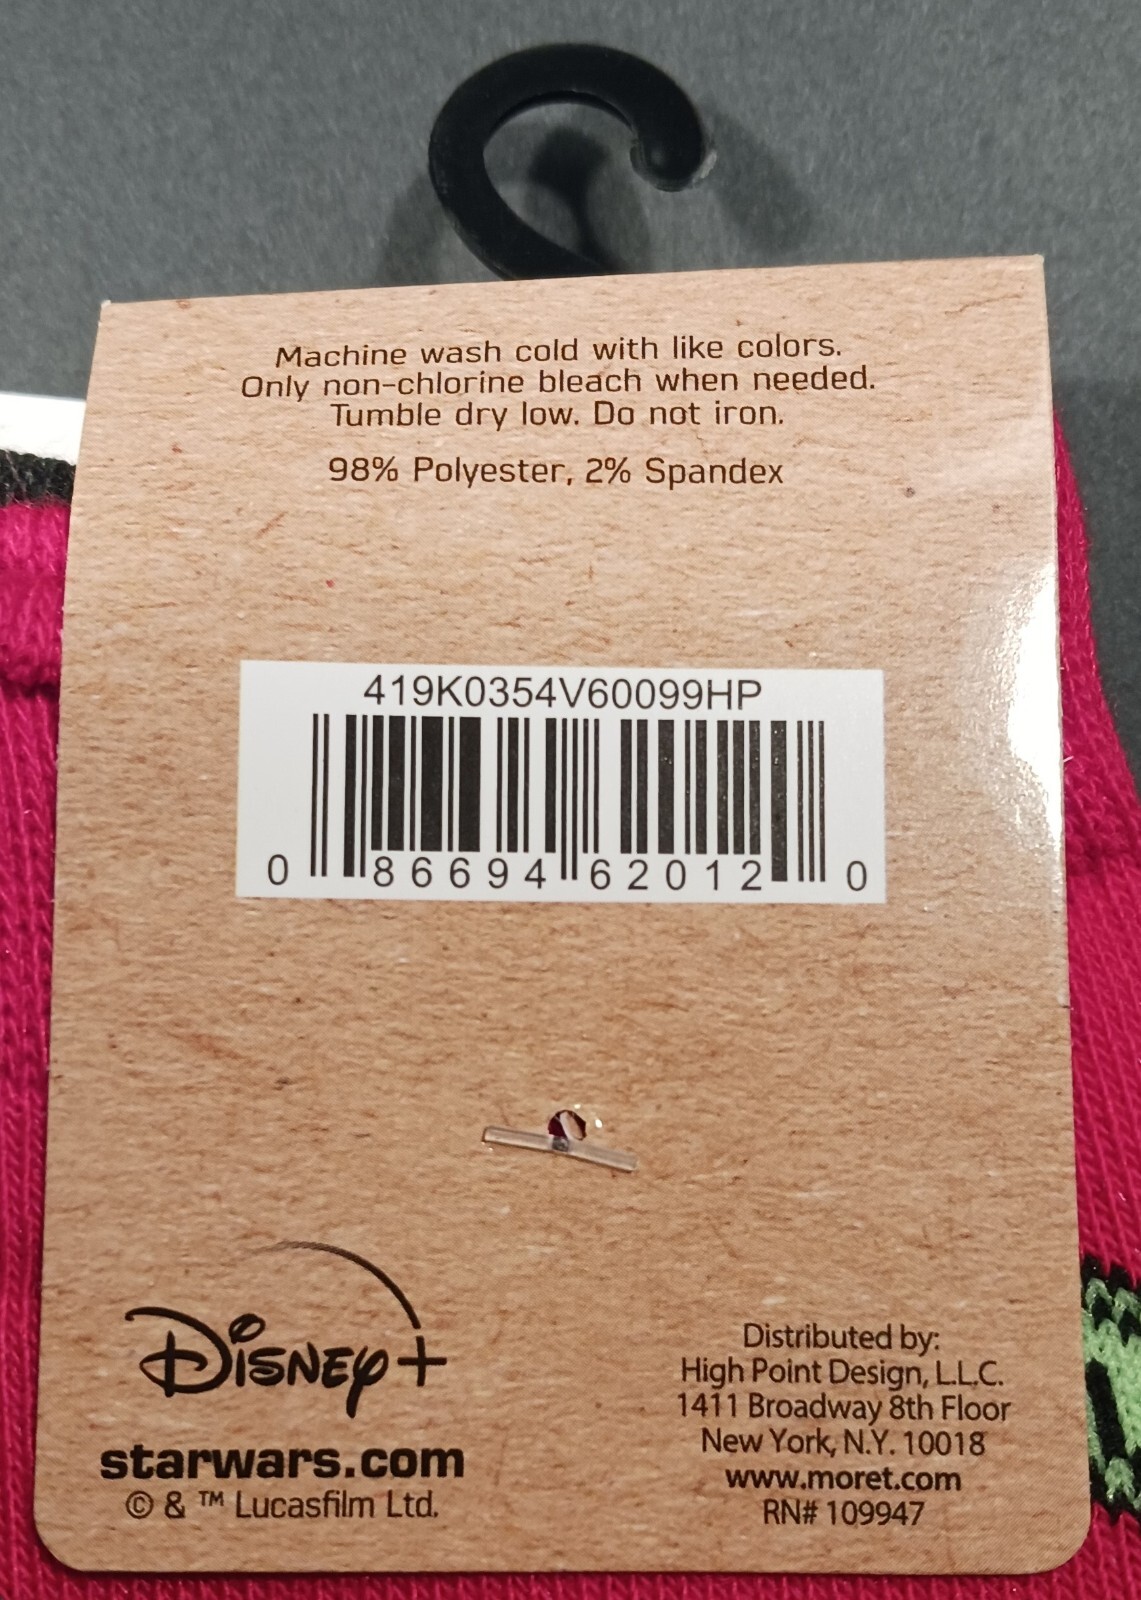 Machine wash cold with like colors.
Only non-chlorine bleach when needed.
Tumble dry low. Do not iron.
98% Polyester, 2% Spandex
419K0354V60099HP
0 86694 62012 0
Disney+
starwars.com
© & ™ Lucasfilm Ltd.
Distributed by:
High Point Design, L.L.C.
1411 Broadway 8th Floor
New York, N.Y. 10018
www.moret.com
RN# 109947